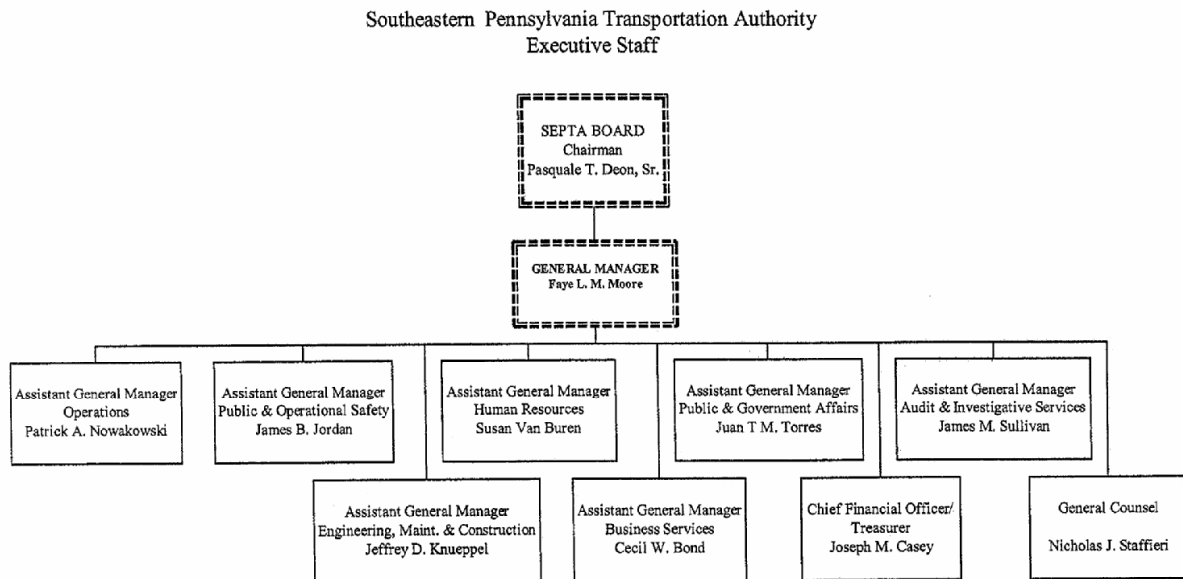 Southeastern Pennsylvania Transportation Authority
Executive Staff
SEPTA BOARD
Chairman
Pasquale T. Deon, Sr.
GENERAL MANAGER
Faye L. M. Moore
Assistant General Manager
Operations
Patrick A. Nowakowski
Assistant General Manager
Public & Operational Safety
James B. Jordan
Assistant General Manager
Human Resources
Susan Van Buren
Assistant General Manager
Public & Government Affairs
Juan T M. Torres
Assistant General Manager
Audit & Investigative Services
James M. Sullivan
Assistant General Manager
Engineering, Maint. & Construction
Jeffrey D. Knueppel
Assistant General Manager
Business Services
Cecil W. Bond
Chief Financial Officer/
Treasurer
Joseph M. Casey
General Counsel
Nicholas J. Staffieri